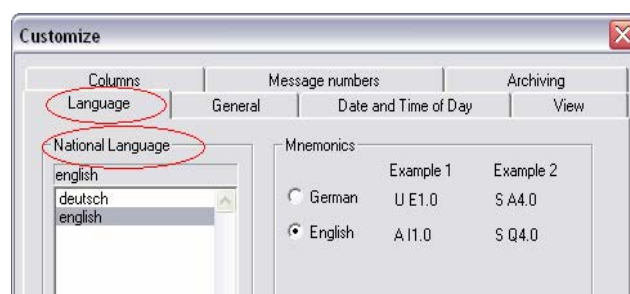 Customize
Columns Message numbers Archiving
Language General Date and Time of Day View
National Language
english
deutsch
english
Mnemonics
Example 1 Example 2
German U E1.0 S A4.0
English A I1.0 S Q4.0